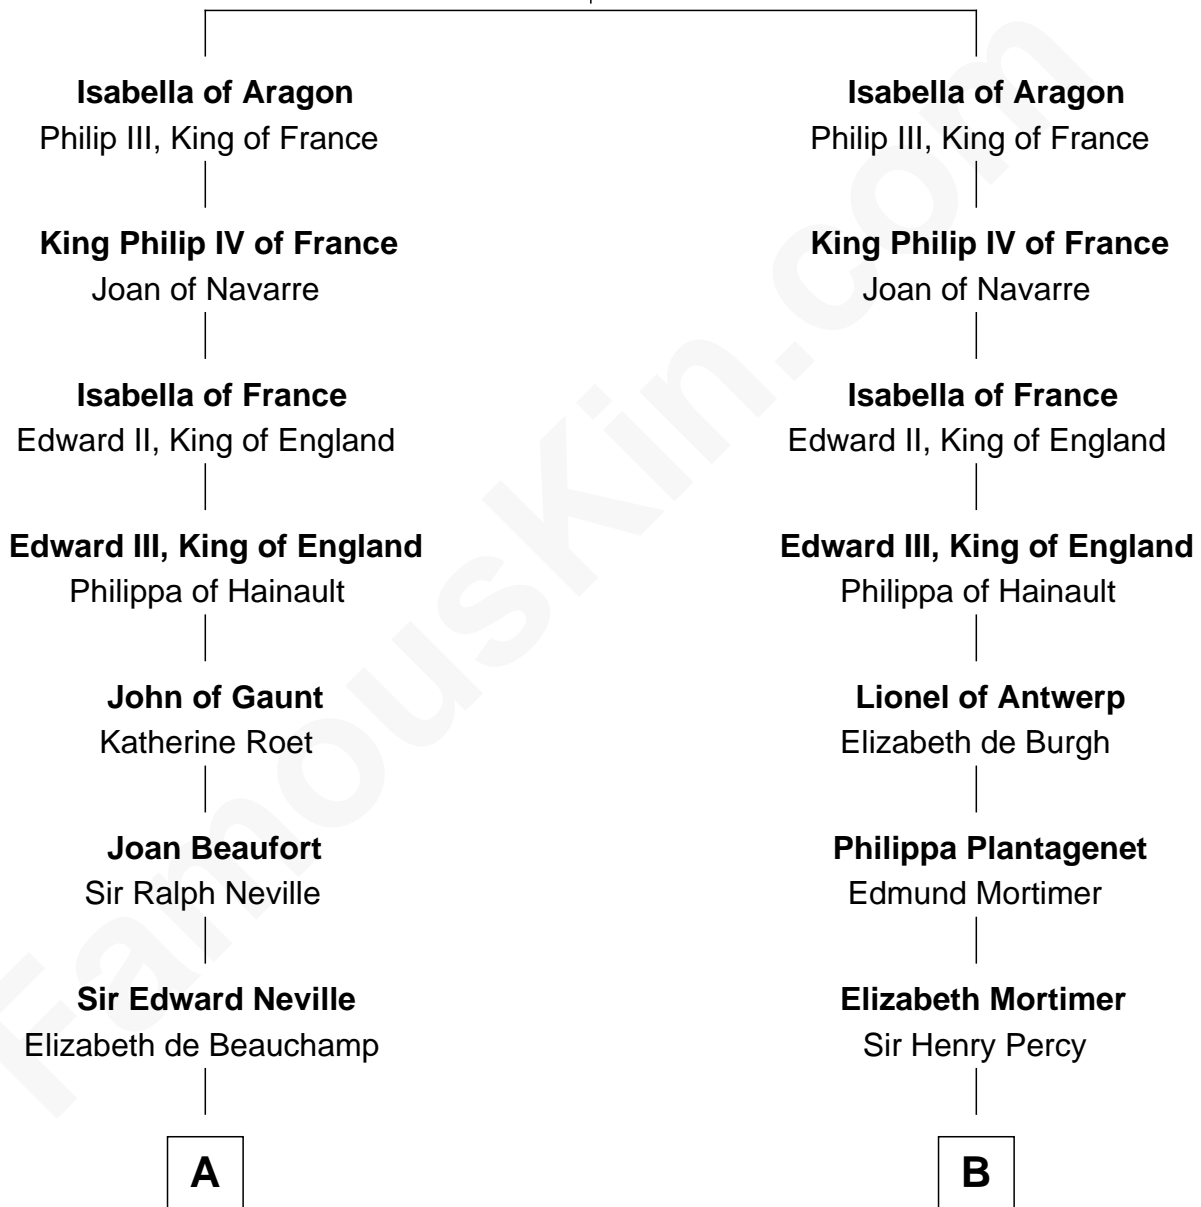 Isabella of Aragon
Philip III, King of France
King Philip IV of France
Joan of Navarre
Isabella of France
Edward II, King of England
Edward III, King of England
Philippa of Hainault
John of Gaunt
Katherine Roet
Joan Beaufort
Sir Ralph Neville
Sir Edward Neville
Elizabeth de Beauchamp
A
Isabella of Aragon
Philip III, King of France
King Philip IV of France
Joan of Navarre
Isabella of France
Edward II, King of England
Edward III, King of England
Philippa of Hainault
Lionel of Antwerp
Elizabeth de Burgh
Philippa Plantagenet
Edmund Mortimer
Elizabeth Mortimer
Sir Henry Percy
B
FamousKin.com